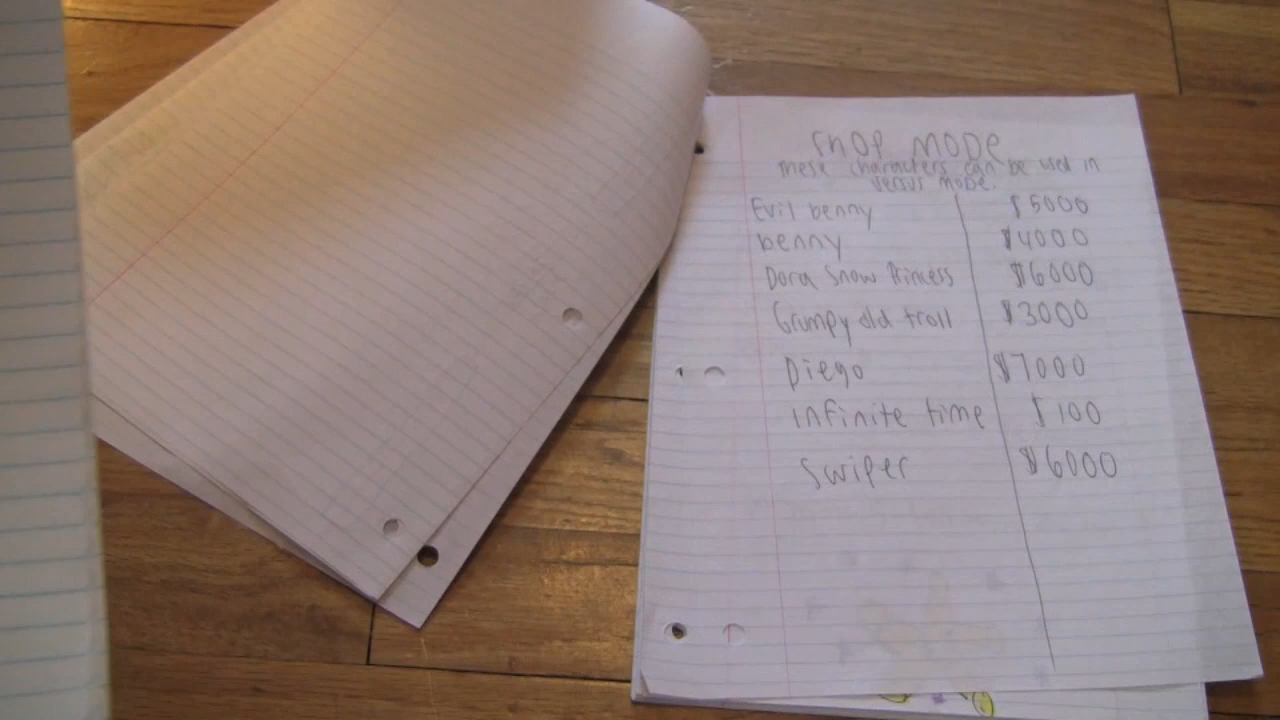 SHOP MODE
These characters can be used in
versus mode.
Evil benny $5000
benny $4000
Dora Snow Princess $6000
Grumpy old troll $3000
Diego $7000
infinite time $100
Swiper $6000